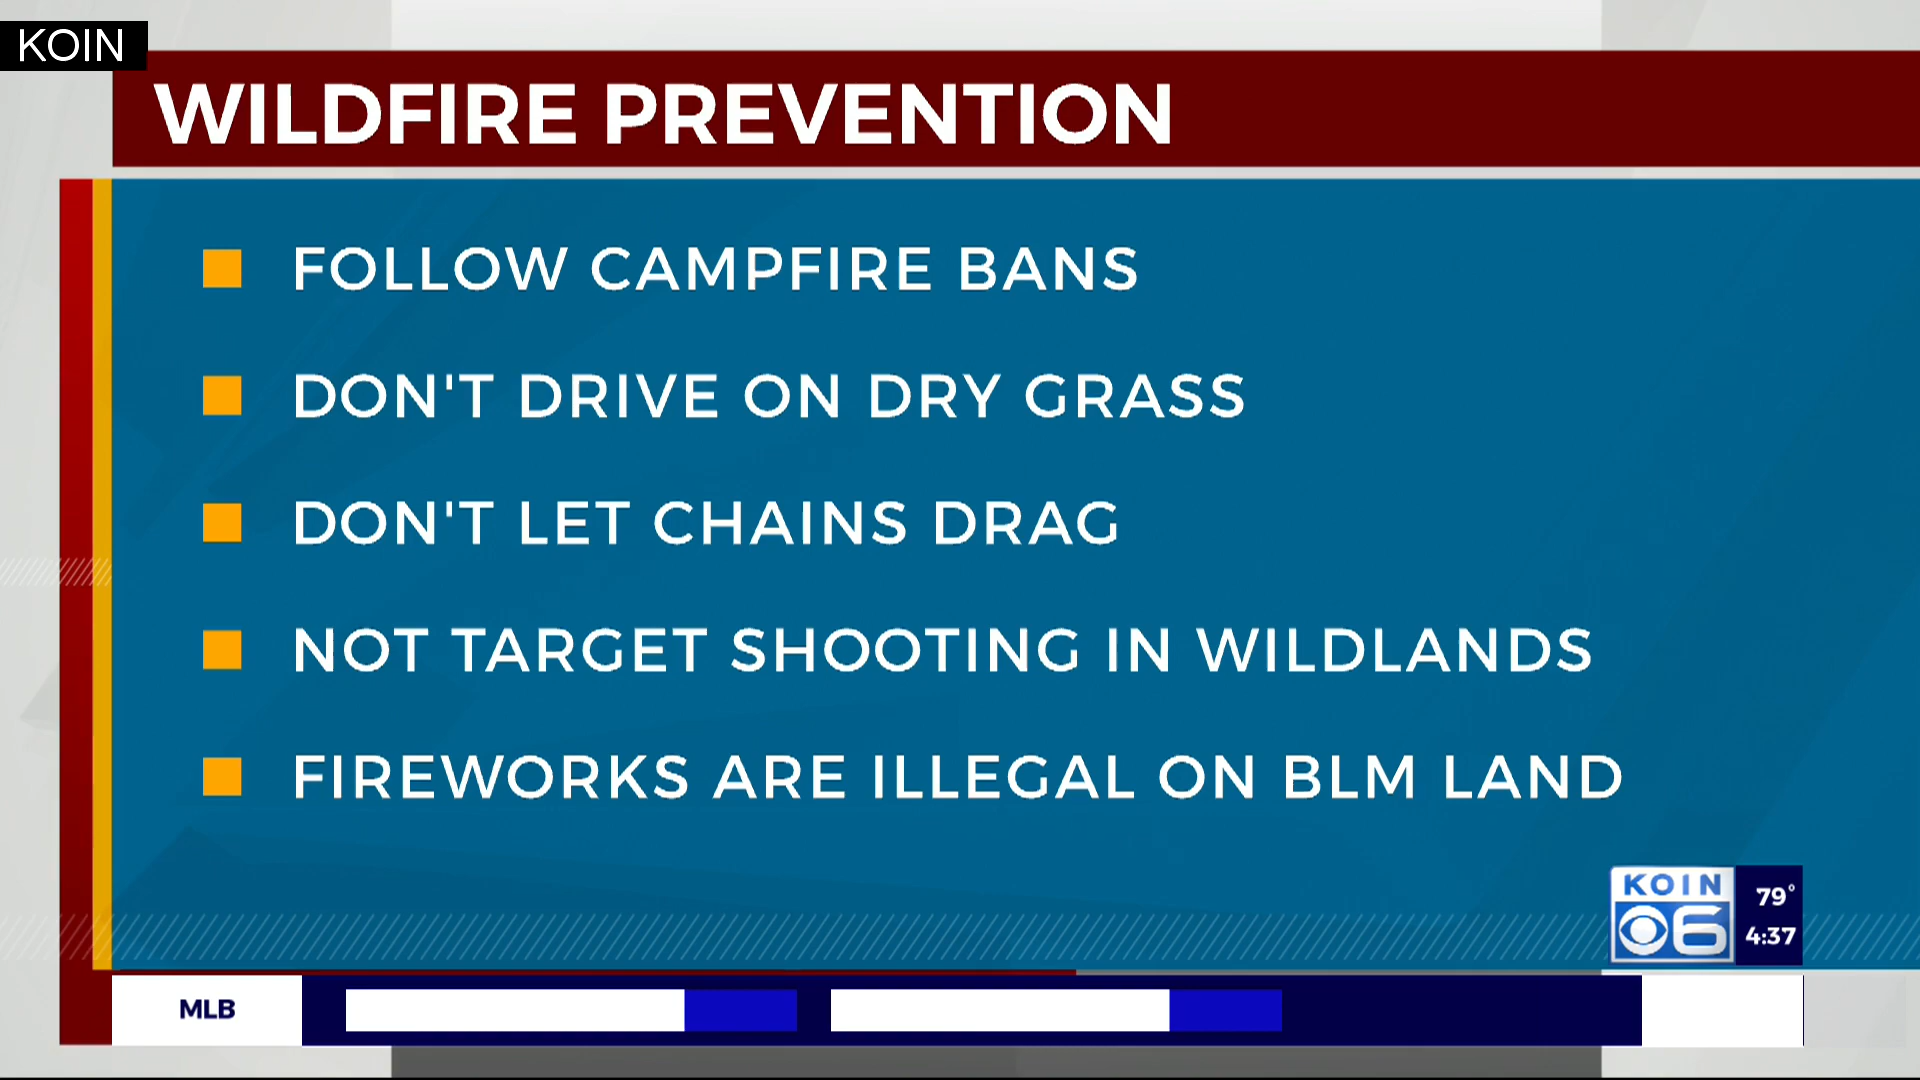 KOIN
WILDFIRE PREVENTION
FOLLOW CAMPFIRE BANS
DON'T DRIVE ON DRY GRASS
DON'T LET CHAINS DRAG
NOT TARGET SHOOTING IN WILDLANDS
FIREWORKS ARE ILLEGAL ON BLM LAND
KOIN
6
79°
4:37
MLB